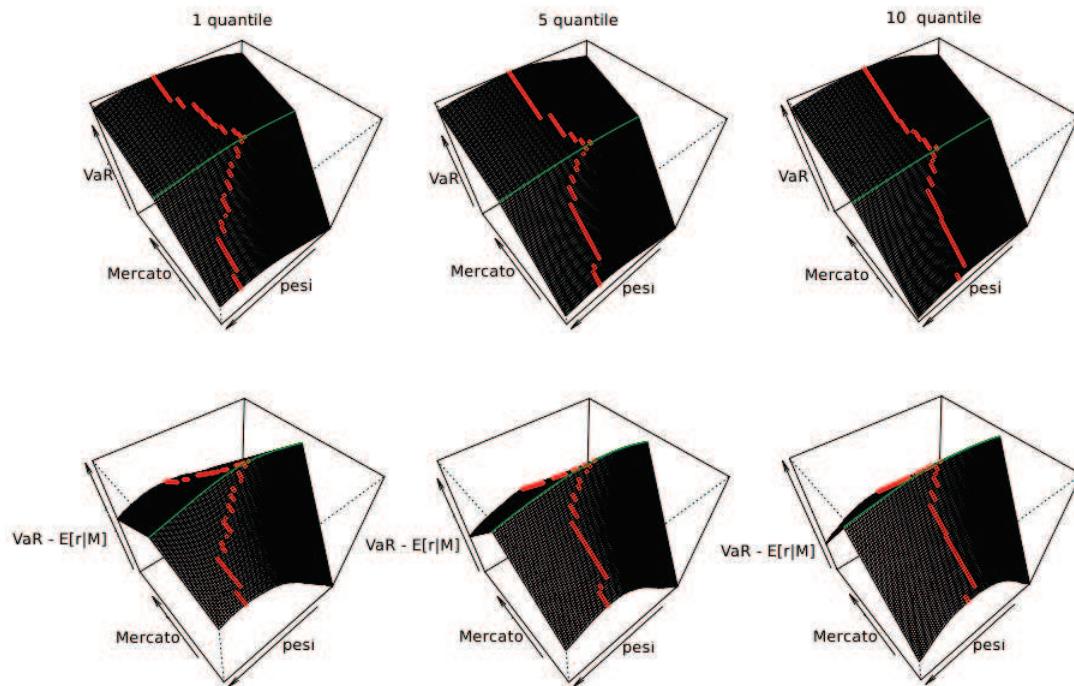 1 quantile
5 quantile
10 quantile
VaR
VaR
VaR
Mercato
pesi
Mercato
pesi
Mercato
pesi
VaR - E[r|M]
VaR - E[r|M]
VaR - E[r|M]
Mercato
pesi
Mercato
pesi
Mercato
pesi